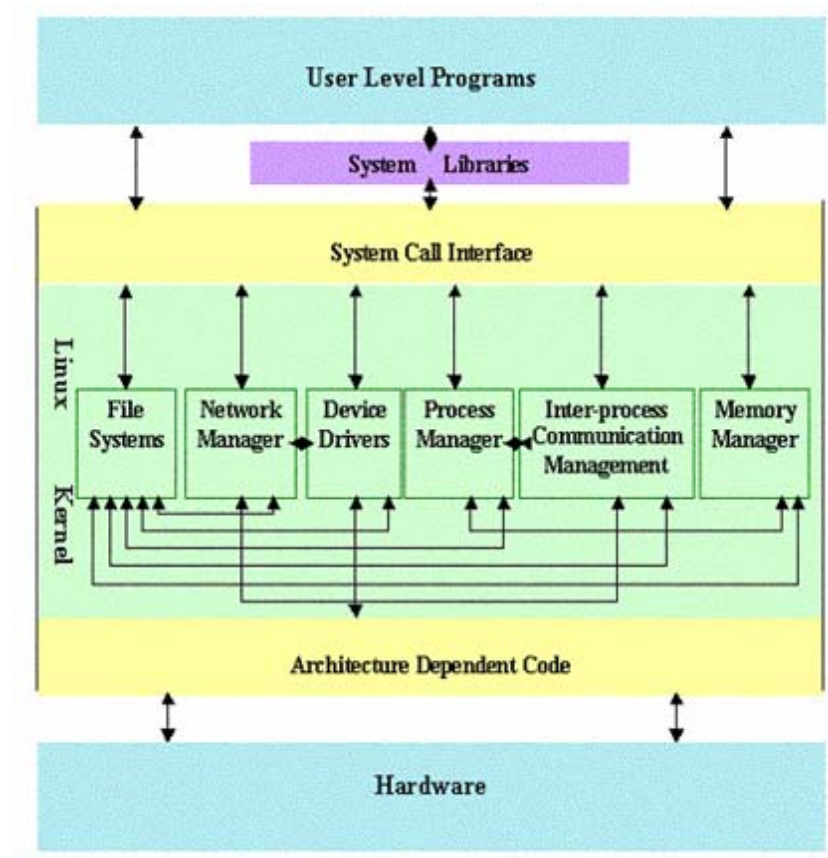 User Level Programs
System Libraries
System Call Interface
Linux Kernel
File
Systems
Network
Manager
Device
Drivers
Process
Manager
Inter-process
Communication
Management
Memory
Manager
Architecture Dependent Code
Hardware